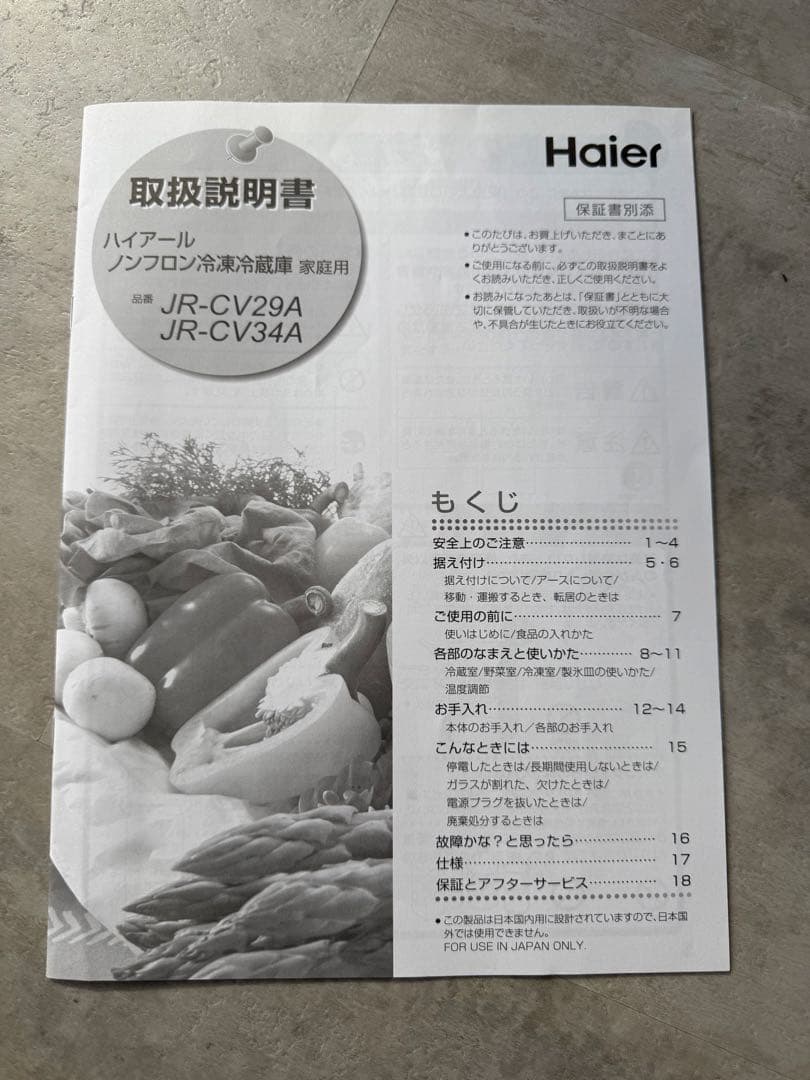 取扱説明書
ハイアール
ノンフロン冷凍冷蔵庫 家庭用
品番 JR-CV29A
JR-CV34A
Haier
保証書別添
●このたびは、お買上げいただき、まことにあ
りがとうございます。
●ご使用になる前に、必ずこの取扱説明書をよ
くお読みいただき、正しくご使用ください。
●お読みになったあとは、「保証書」とともに大
切に保管していただき、取扱いが不明な場合
や、不具合が生じたときにお役立てください。
もくじ
安全上のご注意 1～4
据え付け 5・6
据え付けについて/アースについて/
移動・運搬するとき、転居のときは
ご使用の前に 7
使いはじめに/食品の入れかた
各部のなまえと使いかた 8～11
冷蔵室/野菜室/冷凍室/製氷皿の使いかた/
温度調節
お手入れ 12～14
本体のお手入れ／各部のお手入れ
こんなときには 15
停電したときは/長期間使用しないときは/
ガラスが割れた、欠けたときは/
電源プラグを抜いたときは/
廃棄処分するときは
故障かな？と思ったら 16
仕様 17
保証とアフターサービス 18
●この製品は日本国内用に設計されていますので、日本国
外では使用できません。
FOR USE IN JAPAN ONLY.